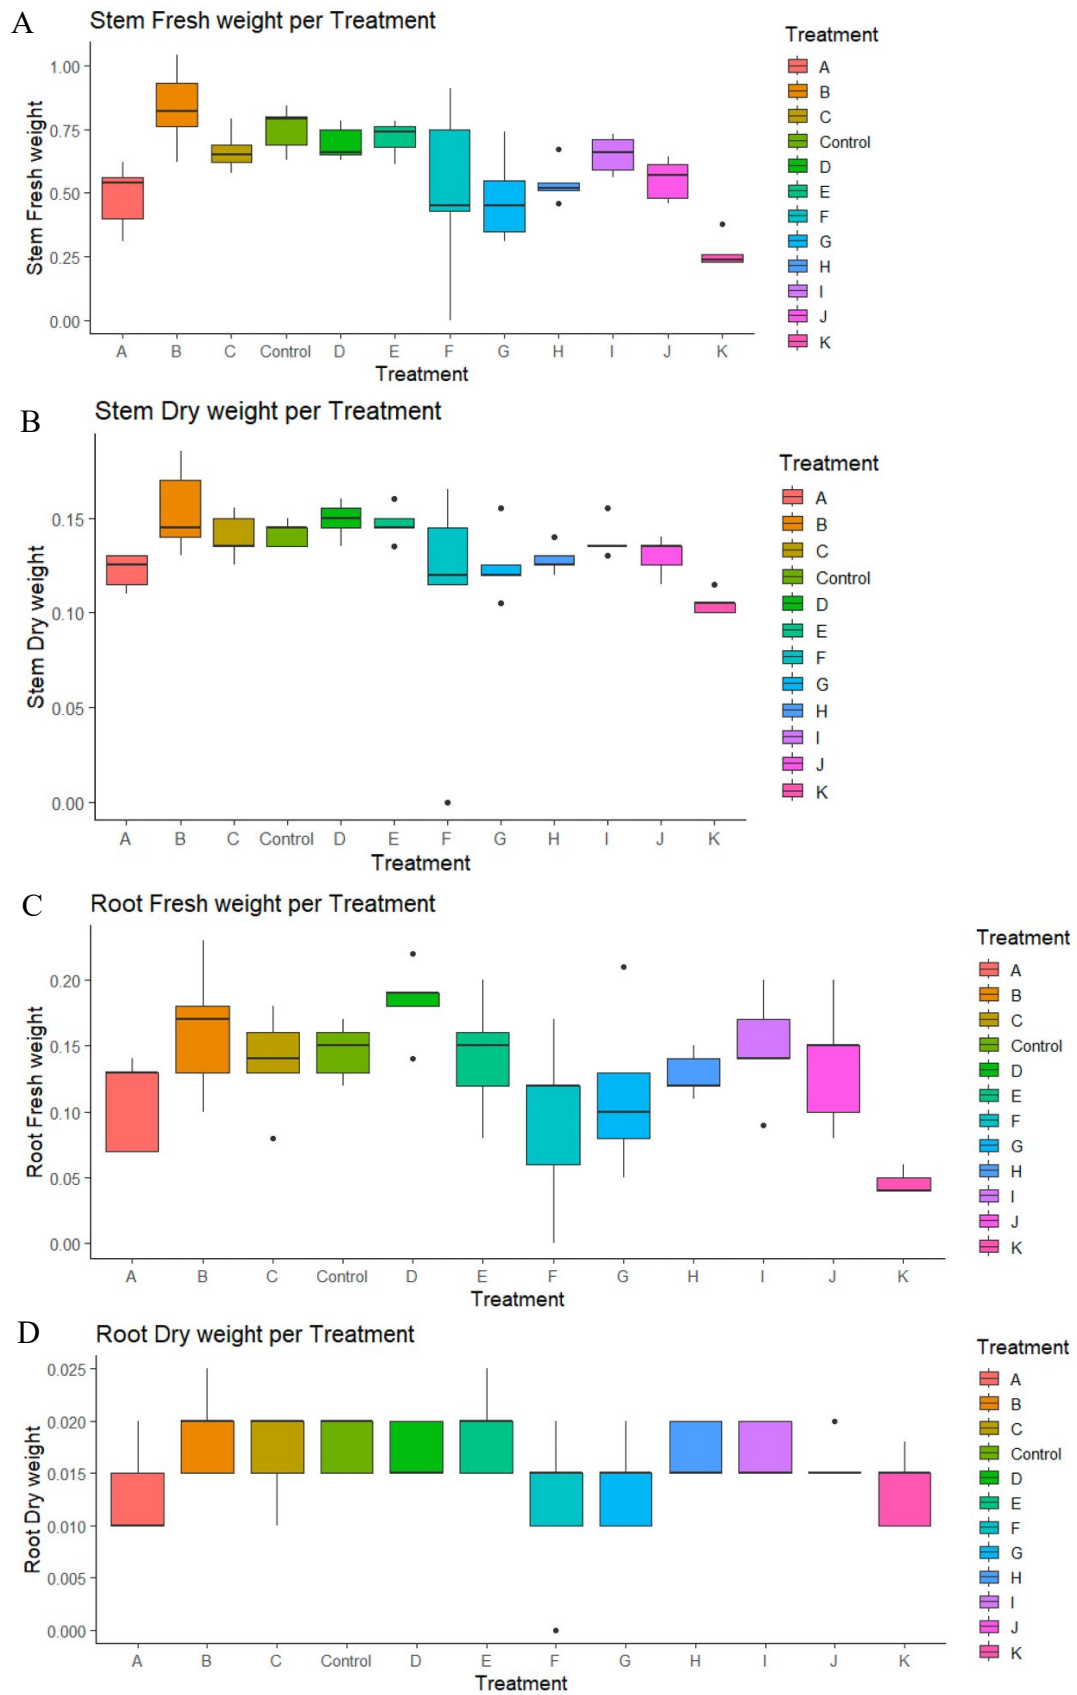 A
Stem Fresh weight per Treatment
Stem Fresh weight
1.00
0.75
0.50
0.25
0.00
A B C Control D E F G H I J K
Treatment
Treatment
A
B
C
Control
D
E
F
G
H
I
J
K
B
Stem Dry weight per Treatment
Stem Dry weight
0.15
0.10
0.05
0.00
A B C Control D E F G H I J K
Treatment
Treatment
A
B
C
Control
D
E
F
G
H
I
J
K
C
Root Fresh weight per Treatment
Root Fresh weight
0.20
0.15
0.10
0.05
0.00
A B C Control D E F G H I J K
Treatment
Treatment
A
B
C
Control
D
E
F
G
H
I
J
K
D
Root Dry weight per Treatment
Root Dry weight
0.025
0.020
0.015
0.010
0.005
0.000
A B C Control D E F G H I J K
Treatment
Treatment
A
B
C
Control
D
E
F
G
H
I
J
K